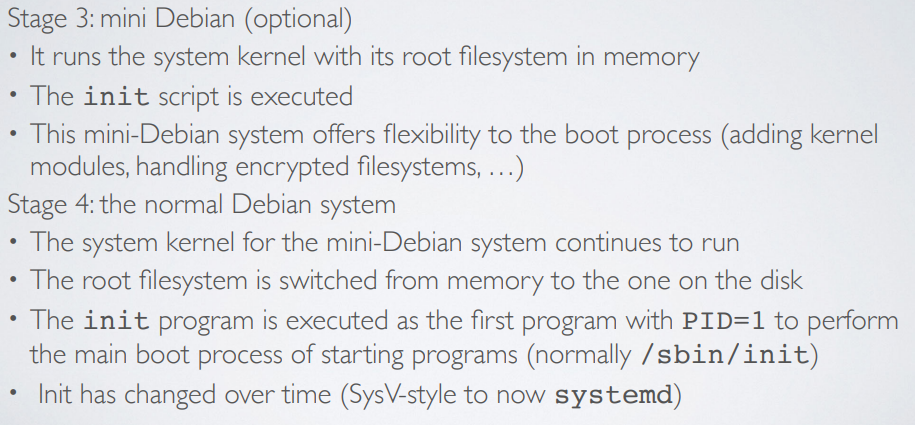 Stage 3: mini Debian (optional)
• It runs the system kernel with its root filesystem in memory
• The init script is executed
• This mini-Debian system offers flexibility to the boot process (adding kernel
modules, handling encrypted filesystems, …)
Stage 4: the normal Debian system
• The system kernel for the mini-Debian system continues to run
• The root filesystem is switched from memory to the one on the disk
• The init program is executed as the first program with PID=1 to perform
the main boot process of starting programs (normally /sbin/init)
• Init has changed over time (SysV-style to now systemd)